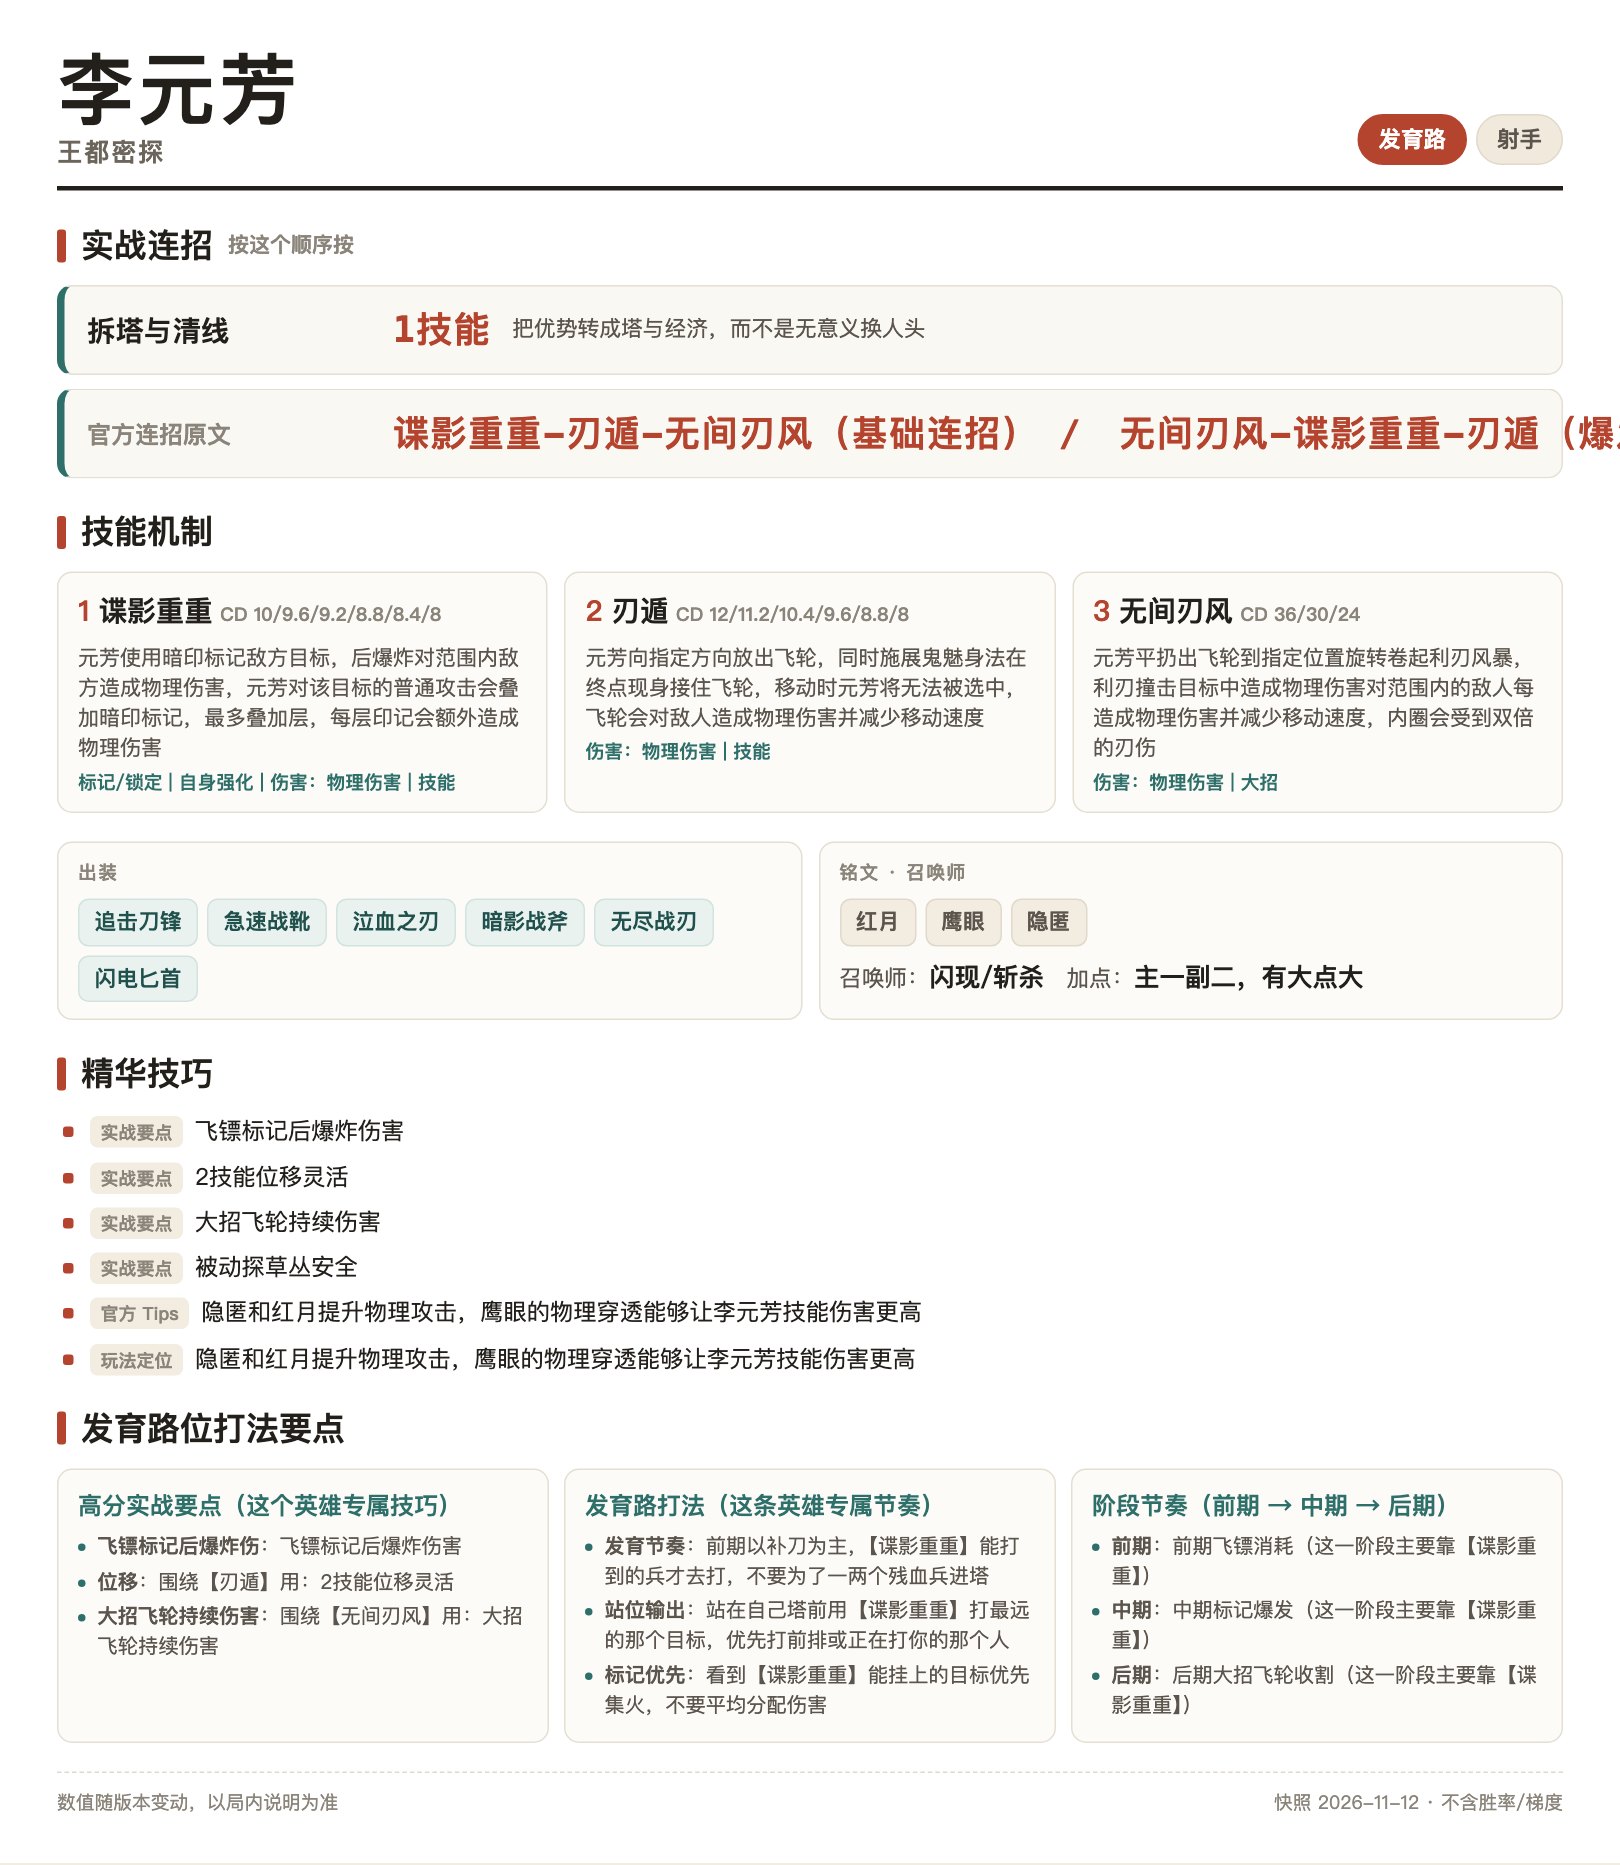 李元芳
王都密探
发育路 射手
实战连招 按这个顺序按
拆塔与清线 1技能 把优势转成塔与经济，而不是无意义换人头
官方连招原文 谍影重重–刃遁–无间刃风（基础连招） / 无间刃风–谍影重重–刃遁（爆
技能机制
1 谍影重重 CD 10/9.6/9.2/8.8/8.4/8
元芳使用暗印标记敌方目标，后爆炸对范围内敌
方造成物理伤害，元芳对该目标的普通攻击会叠
加暗印标记，最多叠加层，每层印记会额外造成
物理伤害
标记/锁定 | 自身强化 | 伤害：物理伤害 | 技能
2 刃遁 CD 12/11.2/10.4/9.6/8.8/8
元芳向指定方向放出飞轮，同时施展鬼魅身法在
终点现身接住飞轮，移动时元芳将无法被选中，
飞轮会对敌人造成物理伤害并减少移动速度
伤害：物理伤害 | 技能
3 无间刃风 CD 36/30/24
元芳平扔出飞轮到指定位置旋转卷起利刃风暴，
利刃撞击目标中造成物理伤害对范围内的敌人每
造成物理伤害并减少移动速度，内圈会受到双倍
的刃伤
伤害：物理伤害 | 大招
出装
追击刀锋 急速战靴 泣血之刃 暗影战斧 无尽战刃
闪电匕首
铭文 · 召唤师
红月 鹰眼 隐匿
召唤师：闪现/斩杀 加点：主一副二，有大点大
精华技巧
实战要点 飞镖标记后爆炸伤害
实战要点 2技能位移灵活
实战要点 大招飞轮持续伤害
实战要点 被动探草丛安全
官方 Tips 隐匿和红月提升物理攻击，鹰眼的物理穿透能够让李元芳技能伤害更高
玩法定位 隐匿和红月提升物理攻击，鹰眼的物理穿透能够让李元芳技能伤害更高
发育路位打法要点
高分实战要点（这个英雄专属技巧）
飞镖标记后爆炸伤：飞镖标记后爆炸伤害
位移：围绕【刃遁】用：2技能位移灵活
大招飞轮持续伤害：围绕【无间刃风】用：大招
飞轮持续伤害
发育路打法（这条英雄专属节奏）
发育节奏：前期以补刀为主，【谍影重重】能打
到的兵才去打，不要为了一两个残血兵进塔
站位输出：站在自己塔前用【谍影重重】打最远
的那个目标，优先打前排或正在打你的那个人
标记优先：看到【谍影重重】能挂上的目标优先
集火，不要平均分配伤害
阶段节奏（前期 → 中期 → 后期）
前期：前期飞镖消耗（这一阶段主要靠【谍影重
重】）
中期：中期标记爆发（这一阶段主要靠【谍影重
重】）
后期：后期大招飞轮收割（这一阶段主要靠【谍
影重重】）
数值随版本变动，以局内说明为准
快照 2026–11–12 · 不含胜率/梯度